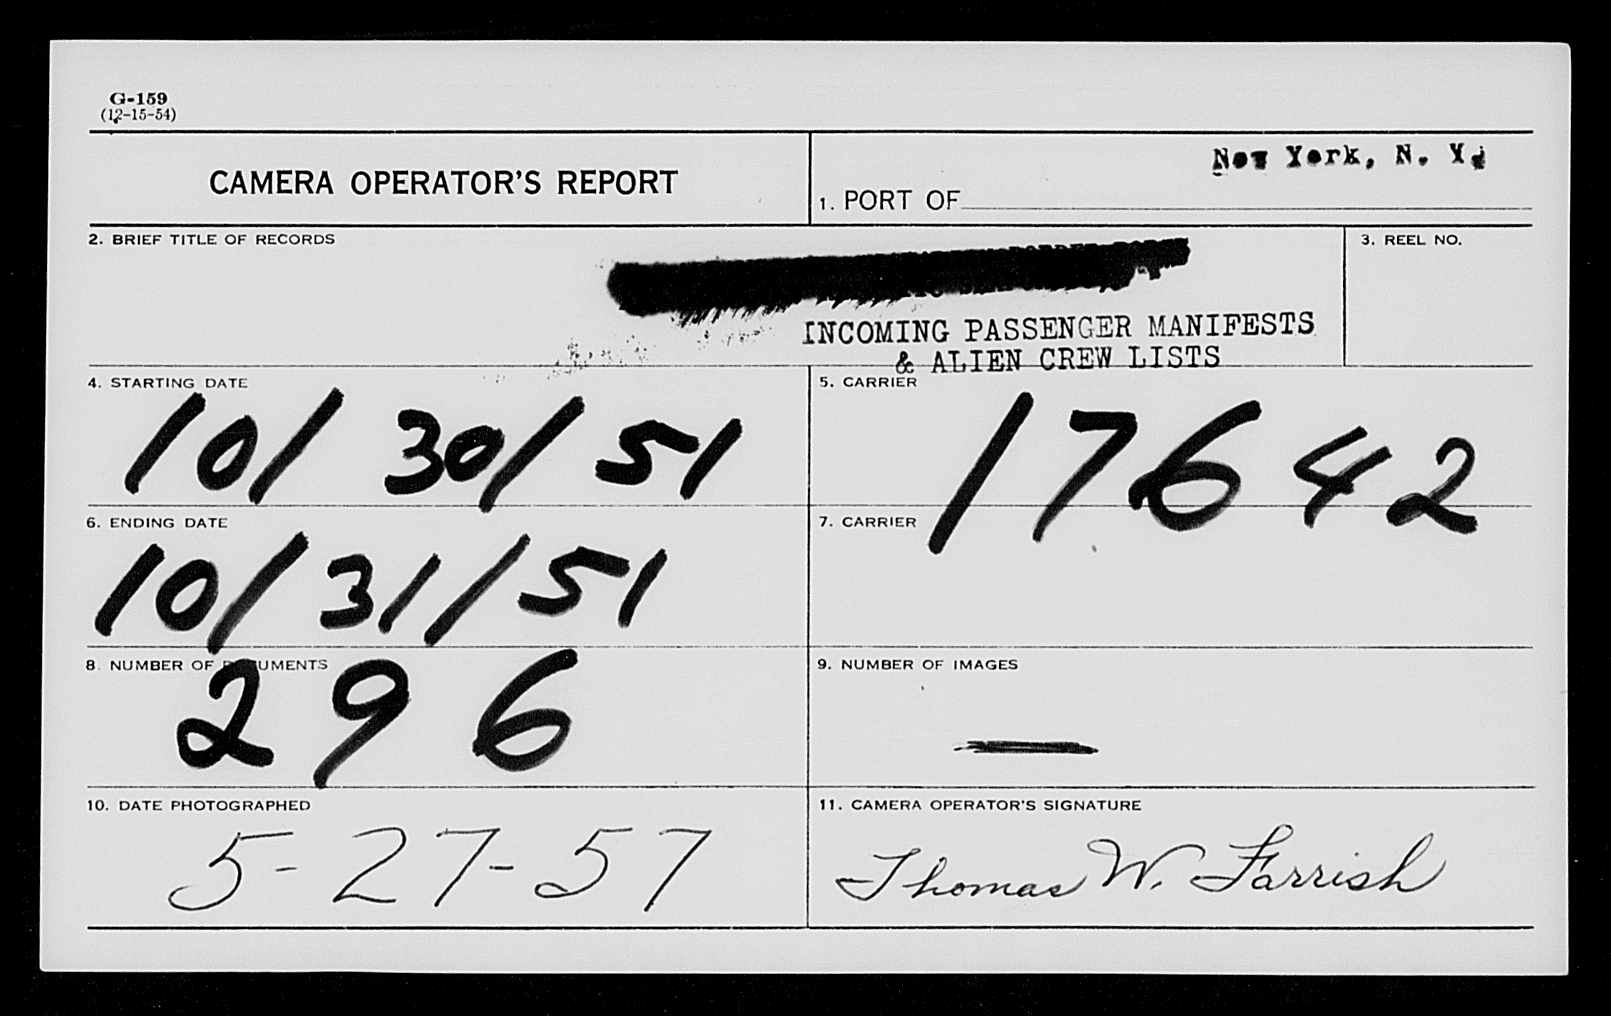 G-159
(12-15-54)
CAMERA OPERATOR'S REPORT
New York, N. Y.
1. PORT OF
2. BRIEF TITLE OF RECORDS
INCOMING PASSENGER MANIFESTS
& ALIEN CREW LISTS
3. REEL NO.
4. STARTING DATE
10/30/51
5. CARRIER
17642
6. ENDING DATE
10/31/51
7. CARRIER
8. NUMBER OF DOCUMENTS
296
9. NUMBER OF IMAGES
—
10. DATE PHOTOGRAPHED
5-27-57
11. CAMERA OPERATOR'S SIGNATURE
Thomas W. Farrish